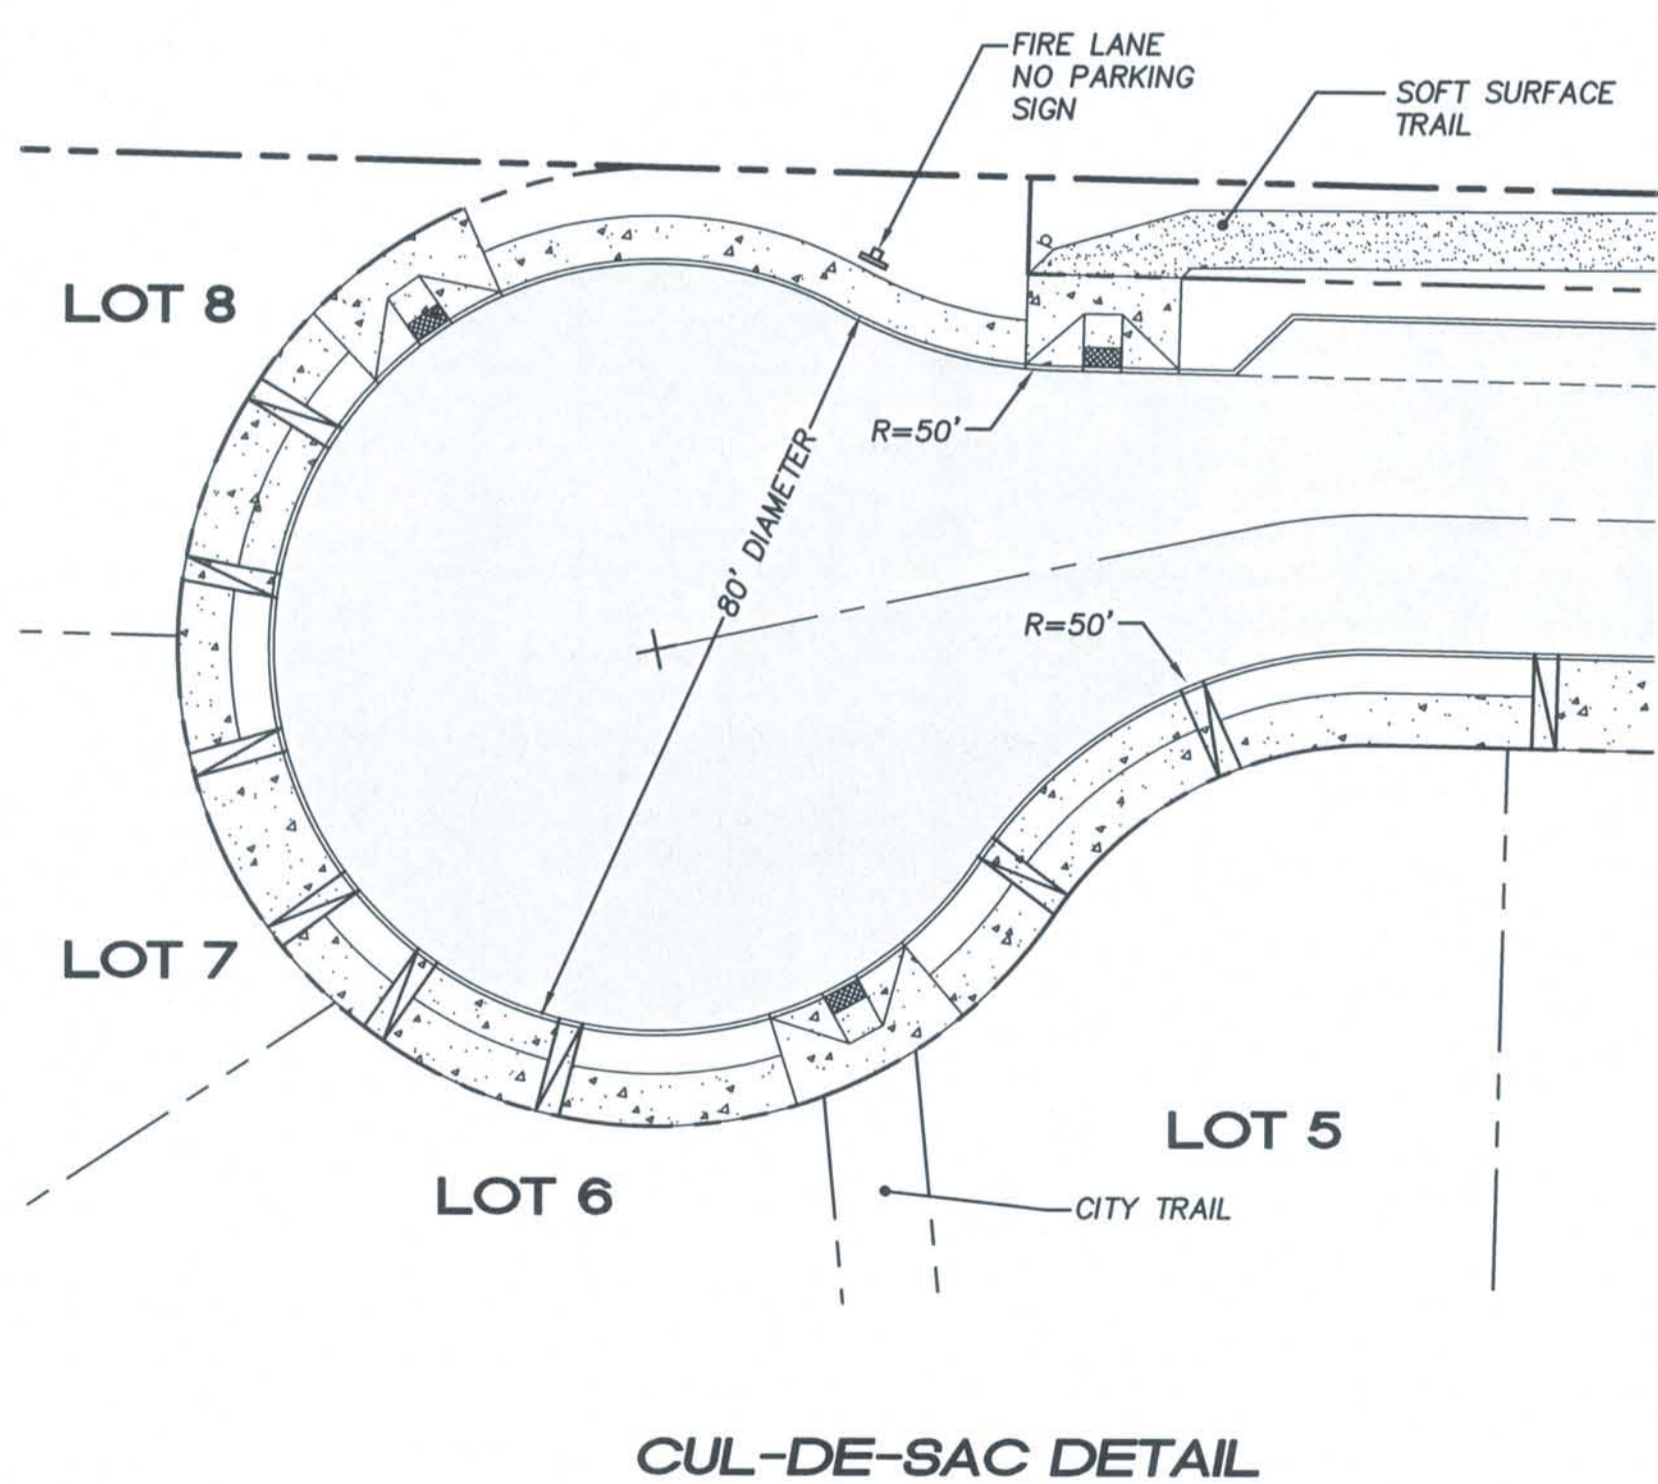 FIRE LANE
NO PARKING
SIGN
SOFT SURFACE
TRAIL
LOT 8
R=50'
80' DIAMETER
R=50'
LOT 7
LOT 5
LOT 6
CITY TRAIL
CUL-DE-SAC DETAIL